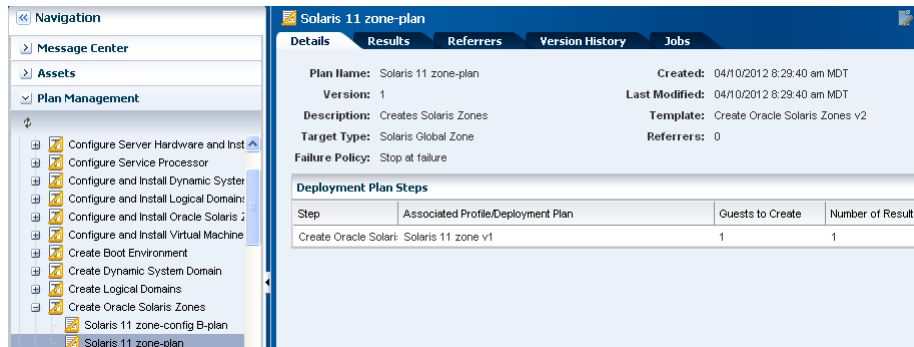 Navigation
Message Center
Assets
Plan Management
Configure Server Hardware and Inst
Configure Service Processor
Configure and Install Dynamic Syster
Configure and Install Logical Domain:
Configure and Install Oracle Solaris
Configure and Install Virtual Machine
Create Boot Environment
Create Dynamic System Domain
Create Logical Domains
Create Oracle Solaris Zones
Solaris 11 zone-config B-plan
Solaris 11 zone-plan
Solaris 11 zone-plan
Details Results Referrers Version History Jobs
Plan Name: Solaris 11 zone-plan Created: 04/10/2012 8:29:40 am MDT
Version: 1 Last Modified: 04/10/2012 8:29:40 am MDT
Description: Creates Solaris Zones Template: Create Oracle Solaris Zones v2
Target Type: Solaris Global Zone Referrers: 0
Failure Policy: Stop at failure
Deployment Plan Steps
Step Associated Profile/Deployment Plan Guests to Create Number of Result
Create Oracle Solari Solaris 11 zone v1 1 1